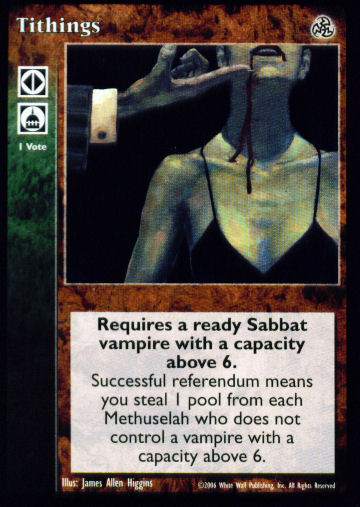 Tithings
1 Vote
Requires a ready Sabbat
vampire with a capacity
above 6.
Successful referendum means
you steal 1 pool from each
Methuselah who does not
control a vampire with a
capacity above 6.
Illus: James Allen Higgins
©2006 White Wolf Publishing, Inc. All Rights Reserved